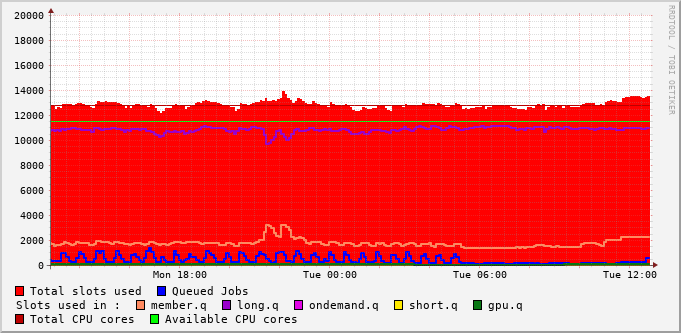 20000
18000
16000
14000
12000
10000
8000
6000
4000
2000
0
Mon 18:00 Tue 00:00 Tue 06:00 Tue 12:00
RRDTOOL / TOBI OETIKER
Total slots used Queued Jobs
Slots used in : member.q long.q ondemand.q short.q gpu.q
Total CPU cores Available CPU cores